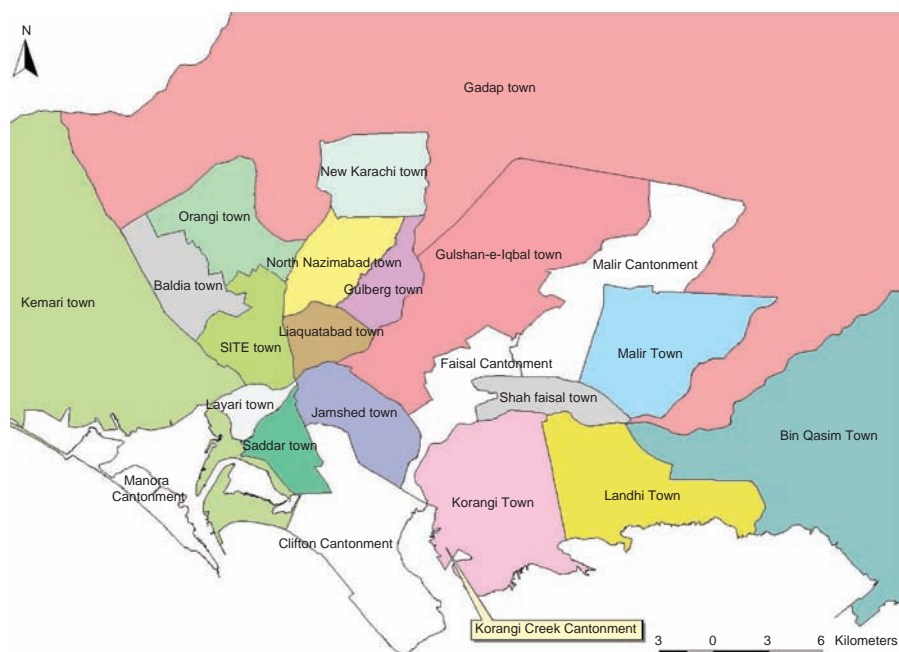 N
Gadap town
New Karachi town
Orangi town
North Nazimabad town
Gulshan-e-Iqbal town
Malir Cantonment
Baldia town
Gulberg town
Kemari town
Liaquatabad town
SITE town
Faisal Cantonment
Malir Town
Shah faisal town
Layari town
Jamshed town
Saddar town
Bin Qasim Town
Manora
Cantonment
Korangi Town
Landhi Town
Clifton Cantonment
Korangi Creek Cantonment
3 0 3 6 Kilometers